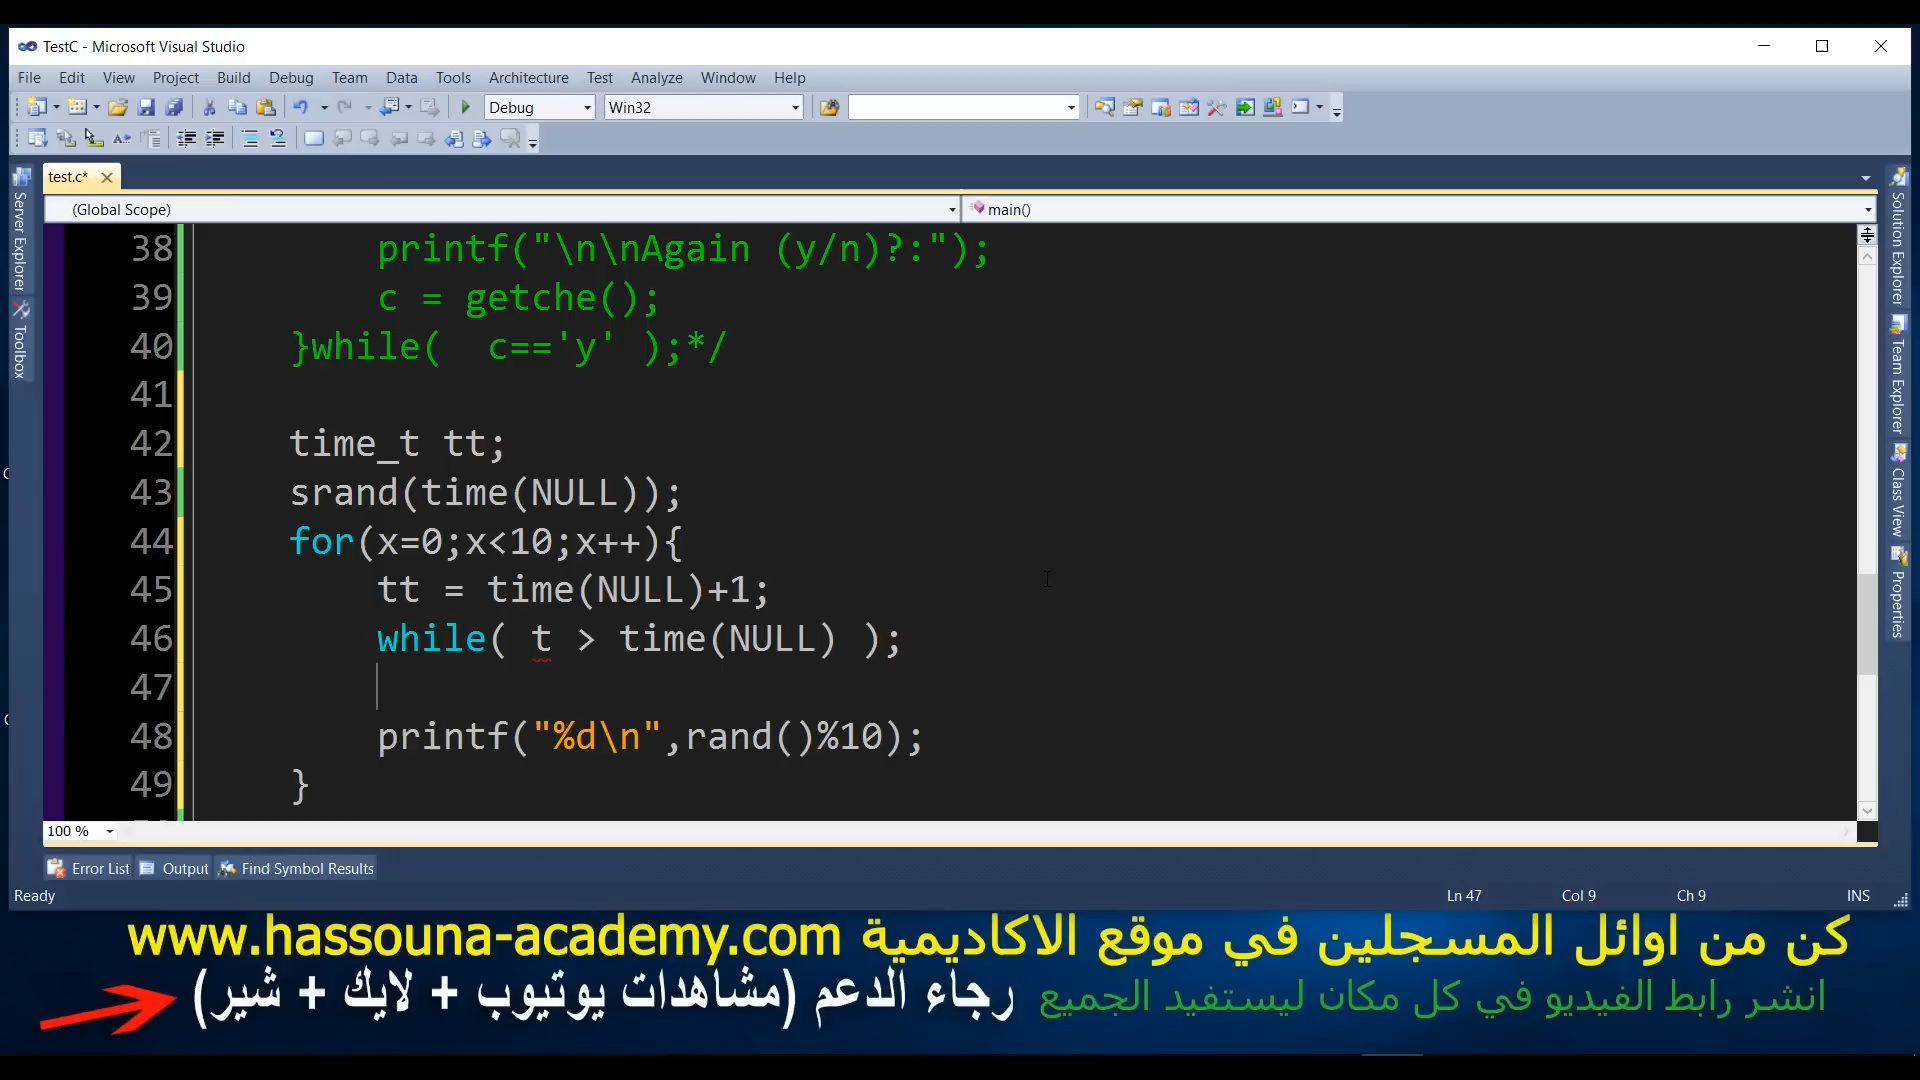 TestC - Microsoft Visual Studio
File Edit View Project Build Debug Team Data Tools Architecture Test Analyze Window Help
Debug Win32
test.c*
(Global Scope) main()
Server Explorer
Toolbox
Solution Explorer
Team Explorer
Class View
Properties
38 printf("\n\nAgain (y/n)?:");
39 c = getche();
40 }while(  c=='y' );*/
41
42 time_t tt;
43 srand(time(NULL));
44 for(x=0;x<10;x++){
45 tt = time(NULL)+1;
46 while( t > time(NULL) );
47
48 printf("%d\n",rand()%10);
49 }
100 %
Error List Output Find Symbol Results
Ready Ln 47 Col 9 Ch 9 INS
كن من اوائل المسجلين في موقع الاكاديمية www.hassouna-academy.com
انشر رابط الفيديو في كل مكان ليستفيد الجميع رجاء الدعم (مشاهدات يوتيوب + لايك + شير)